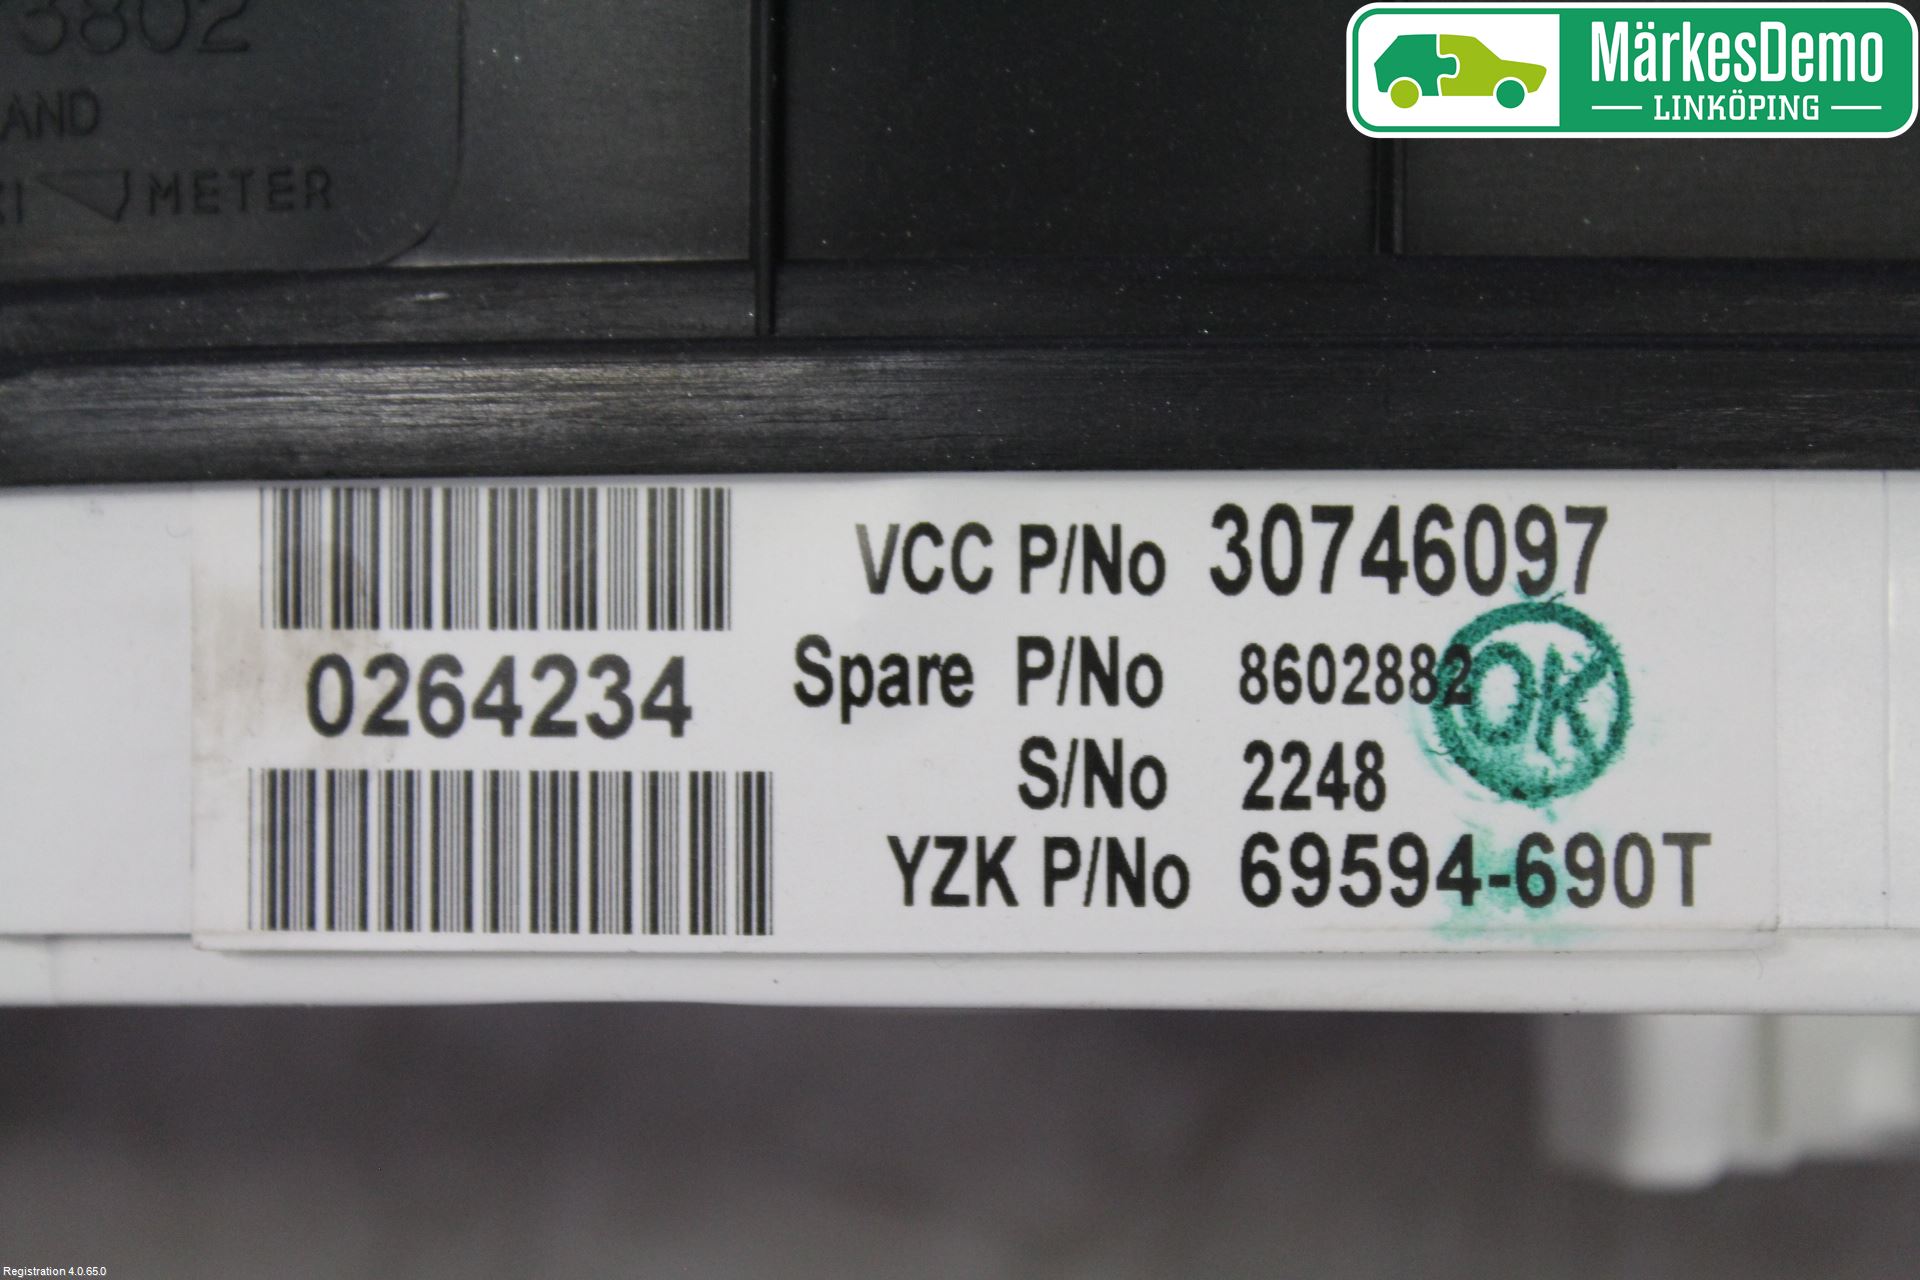 3802
MärkesDemo
LINKÖPING
AND
METER
VCC P/No 30746097
0264234
Spare P/No 8602882
OK
S/No 2248
YZK P/No 69594-690T
Registration 4.0.65.0